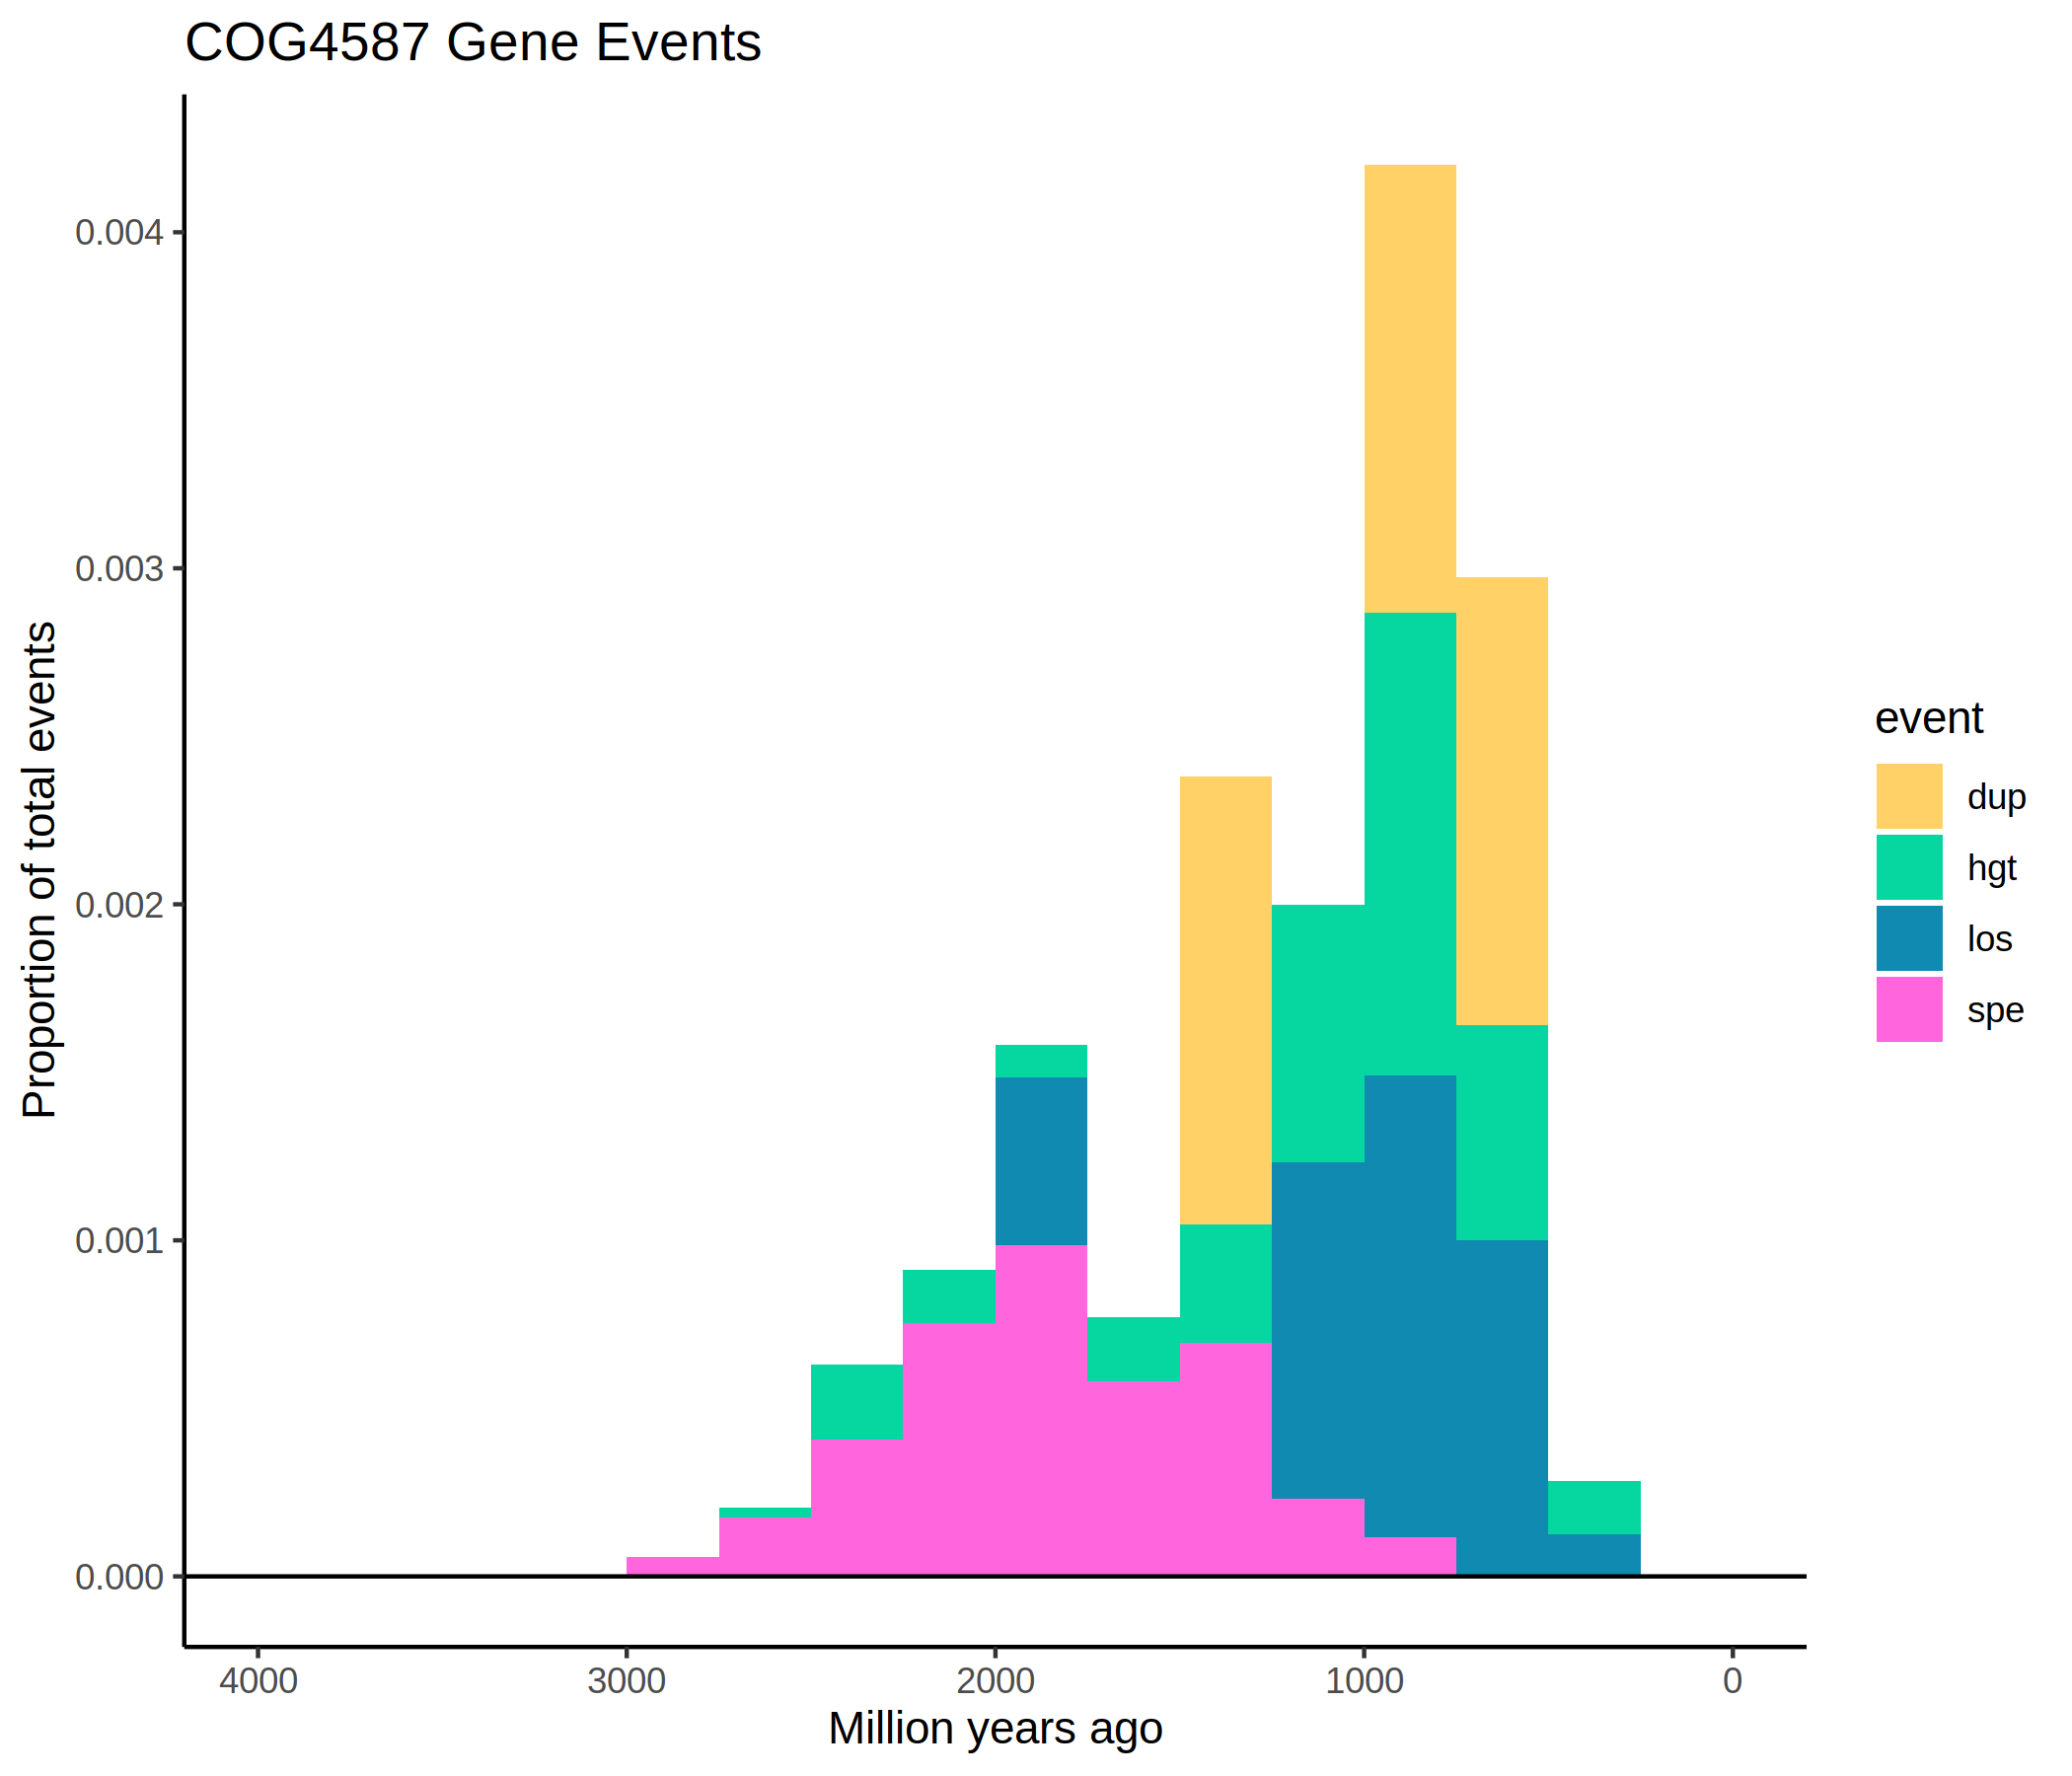 COG4587 Gene Events
Proportion of total events
0.004
0.003
0.002
0.001
0.000
4000 3000 2000 1000 0
Million years ago
event
dup
hgt
los
spe